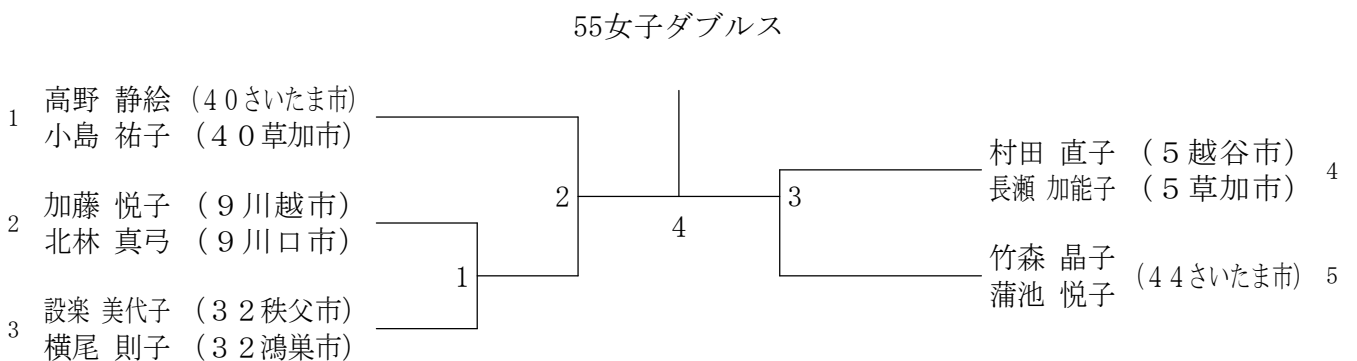 55女子ダブルス
1
高野 静絵 (40さいたま市)
小島 祐子 (40草加市)
2
加藤 悦子 (9川越市)
北林 真弓 (9川口市)
3
設楽 美代子 (32秩父市)
横尾 則子 (32鴻巣市)
1
2
4
3
村田 直子 (5越谷市)
長瀬 加能子 (5草加市)
4
竹森 晶子
蒲池 悦子
(44さいたま市)
5